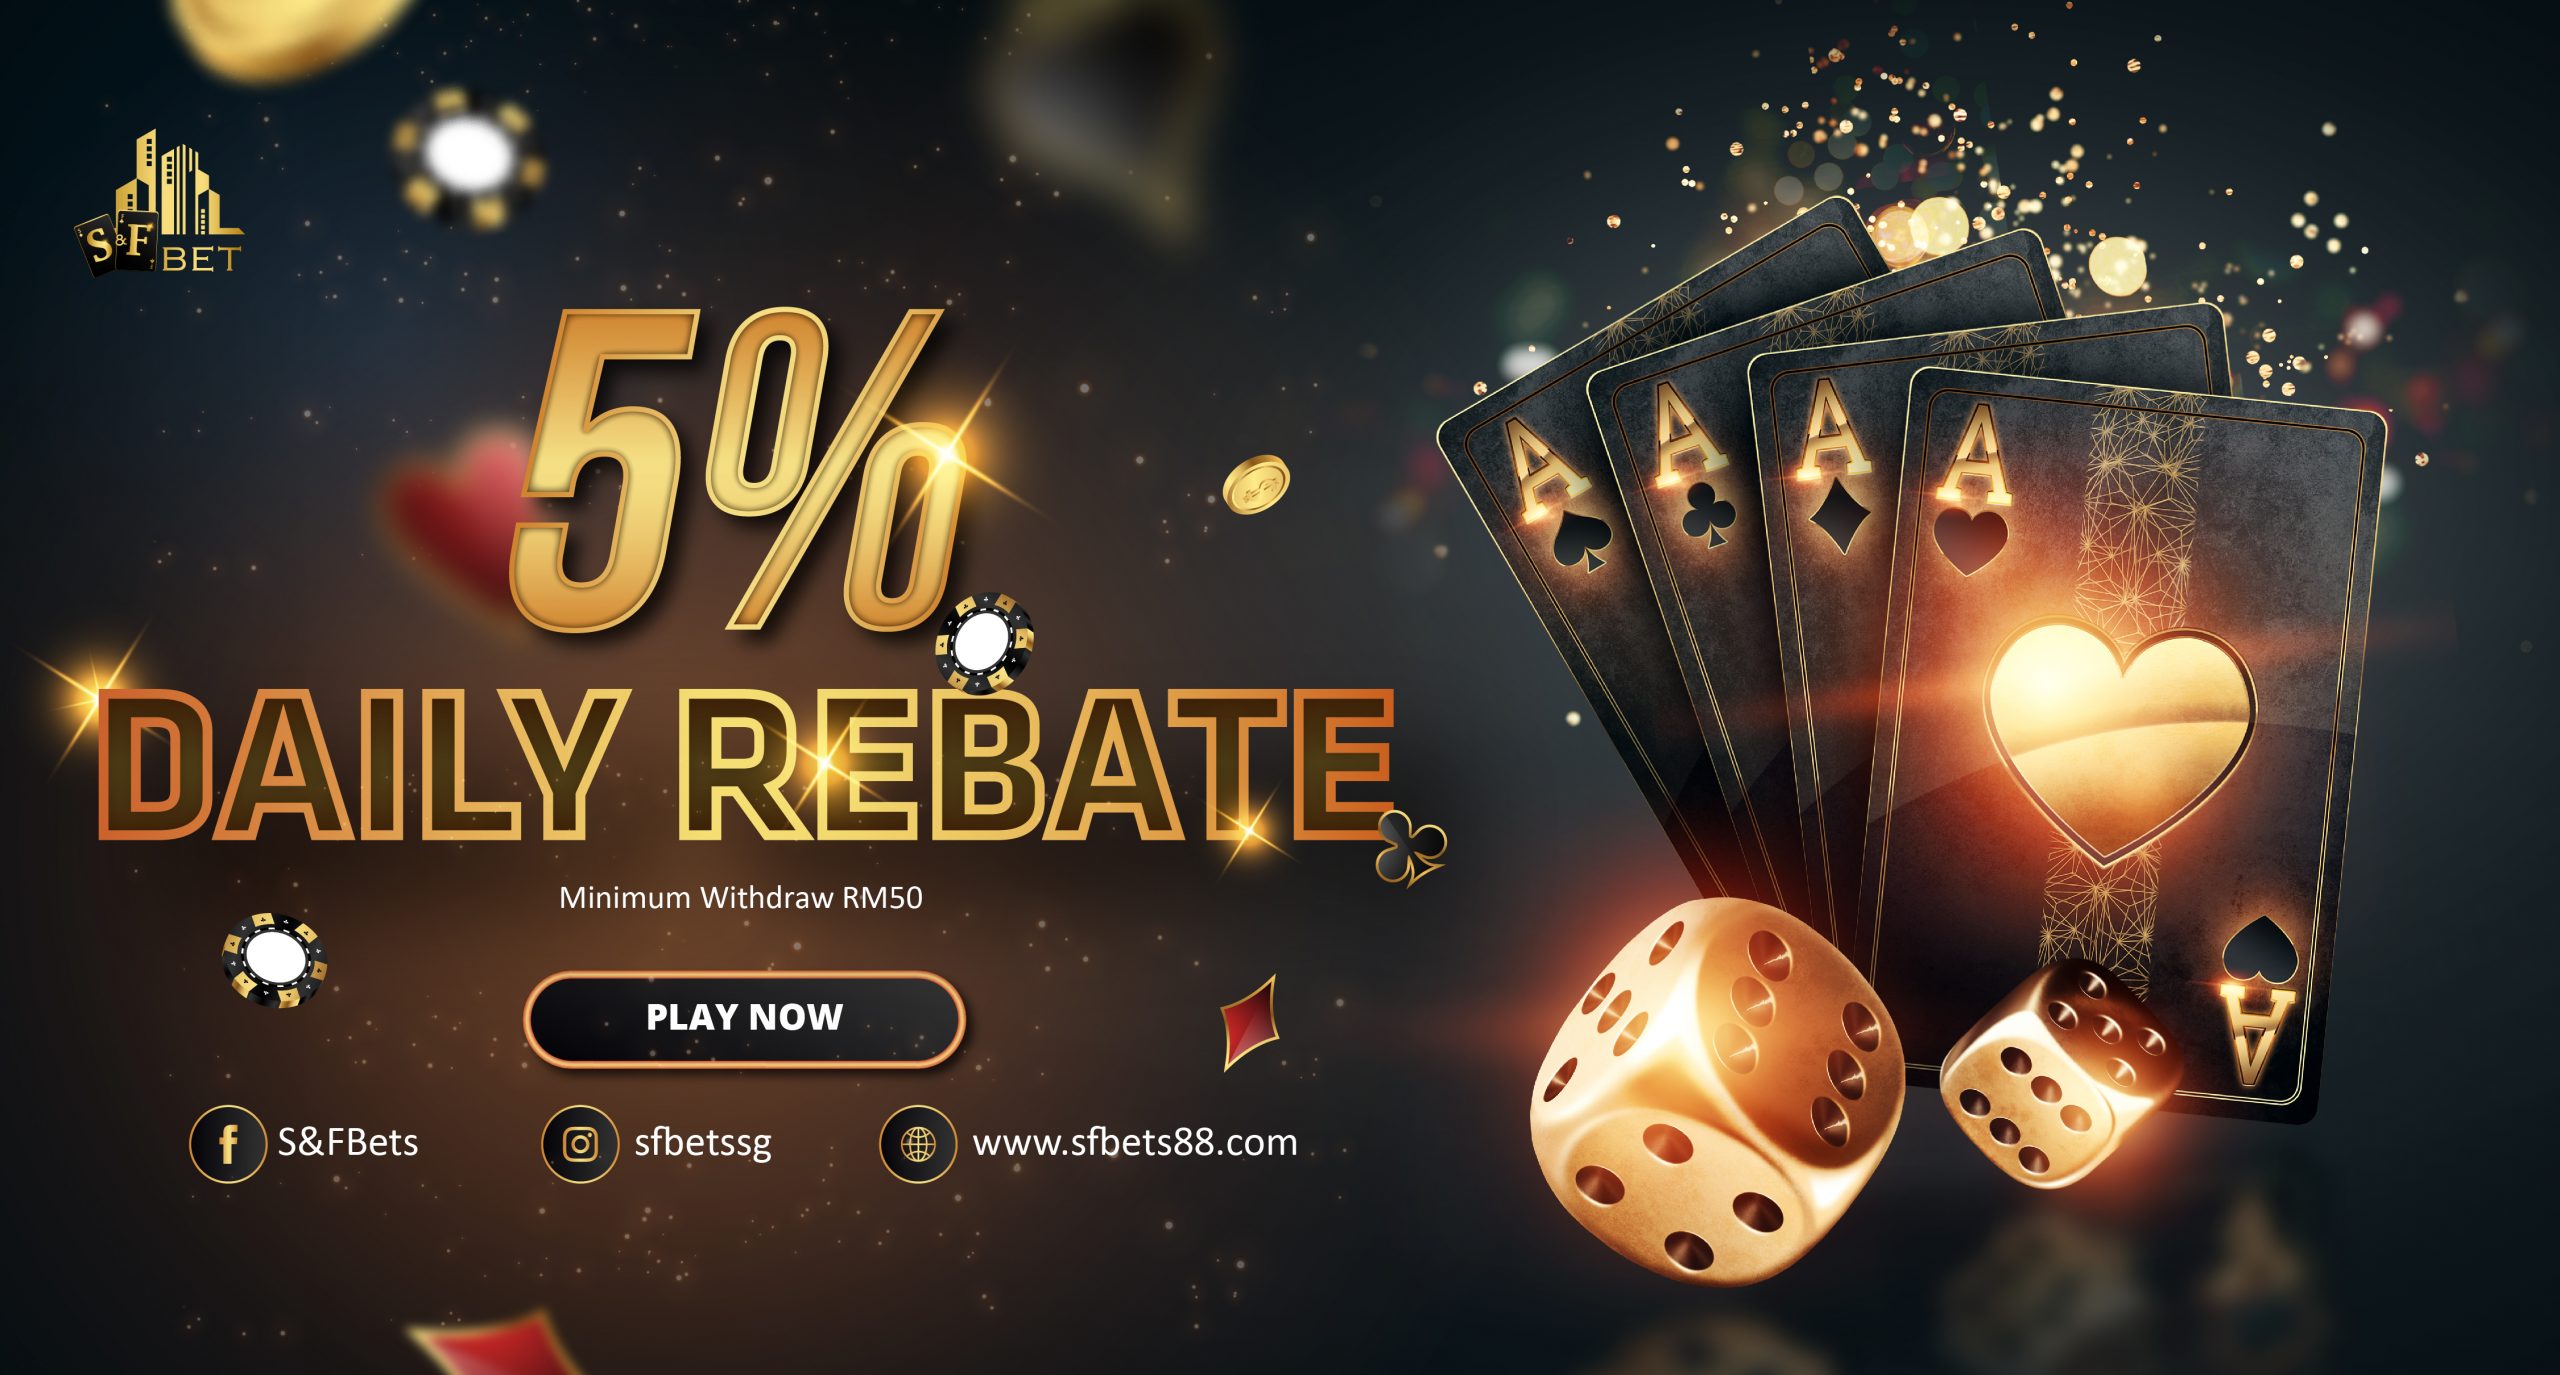 S&F BET
5%
DAILY REBATE
Minimum Withdraw RM50
PLAY NOW
S&FBets
sfbetssg
www.sfbets88.com
A
A
A
A
A